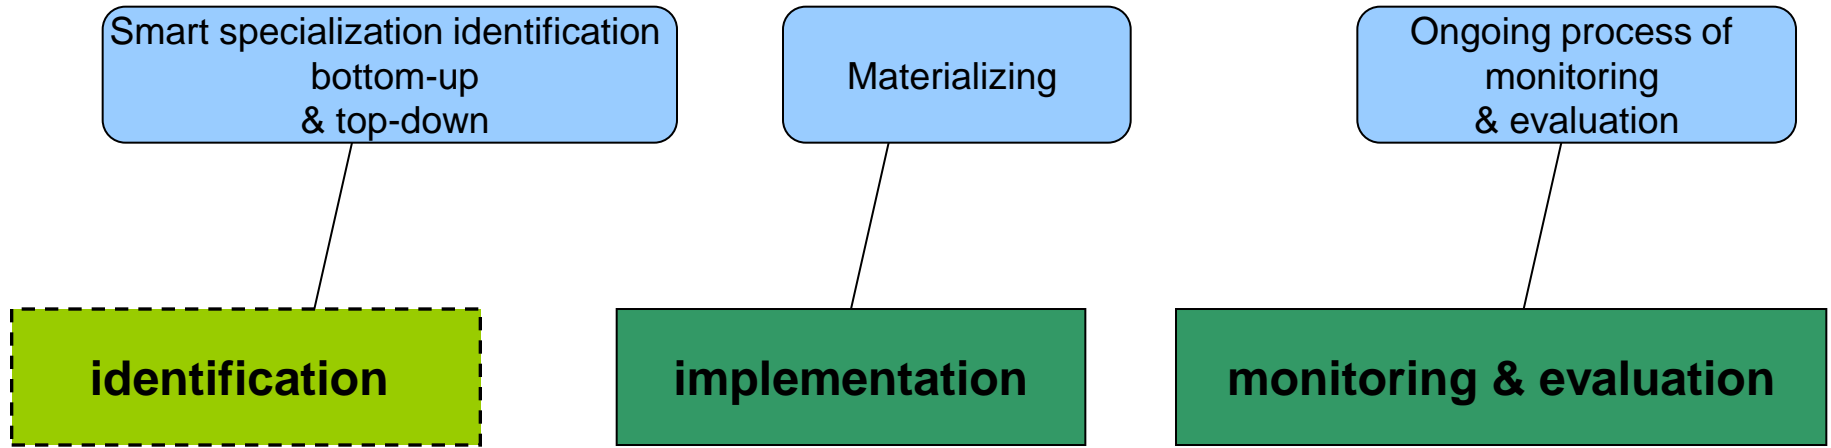 Smart specialization identification
bottom-up
& top-down
Materializing
Ongoing process of
monitoring
& evaluation
identification
implementation
monitoring & evaluation